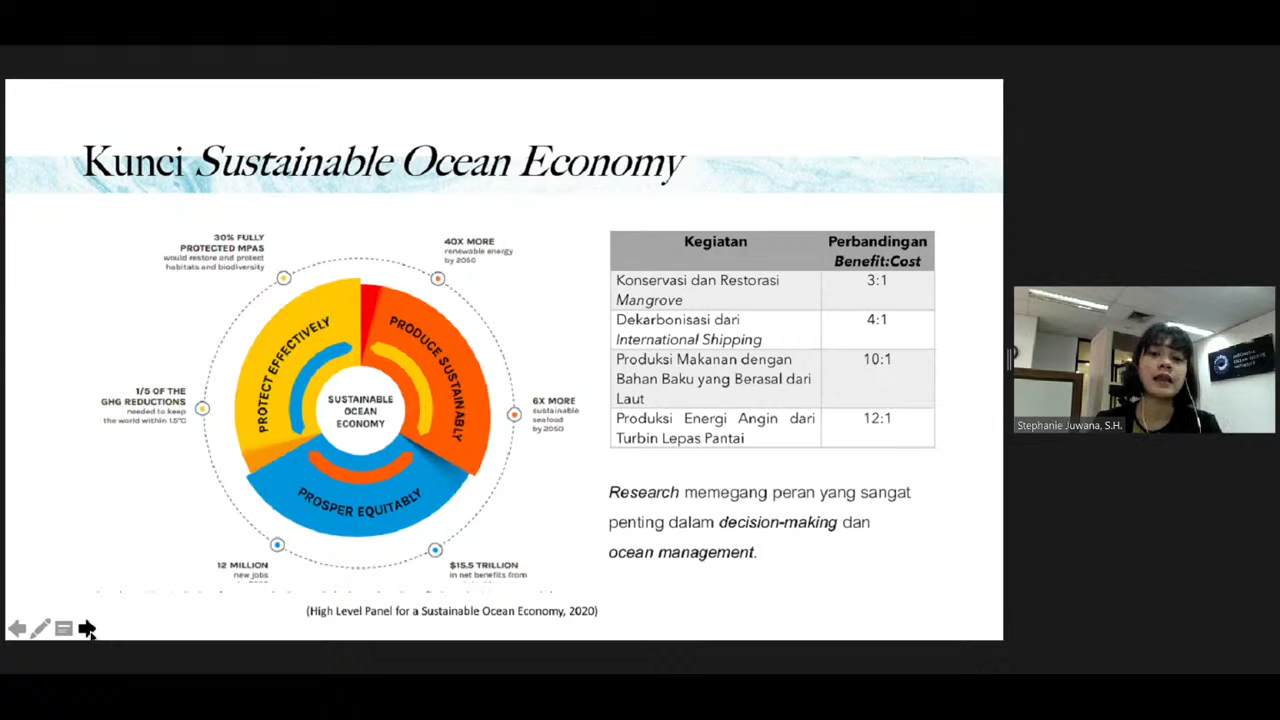 Kunci Sustainable Ocean Economy
30% FULLY
PROTECTED MPAS
would restore and protect
habitats and biodiversity
40X MORE
renewable energy
by 2050
PROTECT EFFECTIVELY
PRODUCE SUSTAINABLY
PROSPER EQUITABLY
SUSTAINABLE
OCEAN
ECONOMY
1/5 OF THE
GHG REDUCTIONS
needed to keep
the world within 1.5°C
6X MORE
sustainable
seafood
by 2050
12 MILLION
new jobs
$15.5 TRILLION
in net benefits from
(High Level Panel for a Sustainable Ocean Economy, 2020)
Kegiatan
Perbandingan
Benefit:Cost
Konservasi dan Restorasi
Mangrove
3:1
Dekarbonisasi dari
International Shipping
4:1
Produksi Makanan dengan
Bahan Baku yang Berasal dari
Laut
10:1
Produksi Energi Angin dari
Turbin Lepas Pantai
12:1
Research memegang peran yang sangat
penting dalam decision-making dan
ocean management.
INDONESIA
OCEAN JUSTICE
INITIATIVE
Stephanie Juwana, S.H.